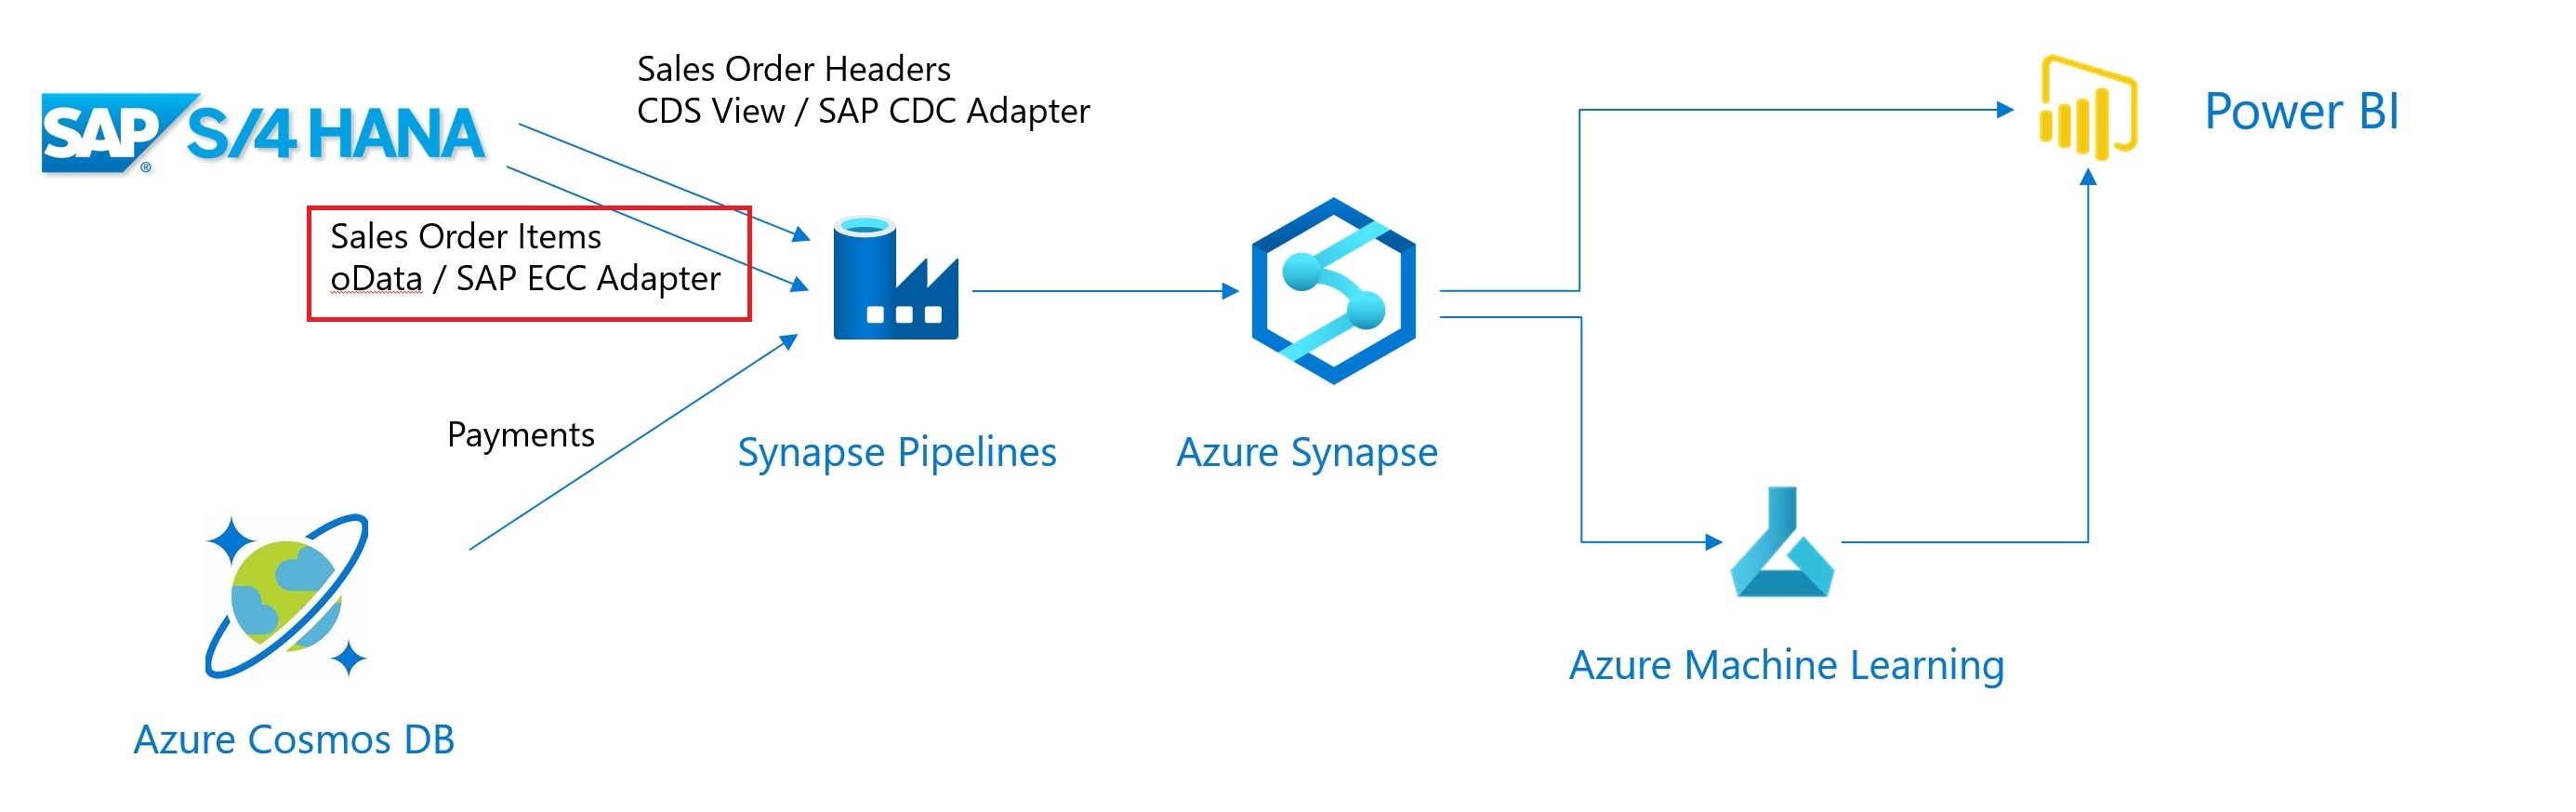 Sales Order Headers
CDS View / SAP CDC Adapter
SAP® S/4 HANA
Power BI
Sales Order Items
oData / SAP ECC Adapter
Payments
Synapse Pipelines
Azure Synapse
Azure Machine Learning
Azure Cosmos DB